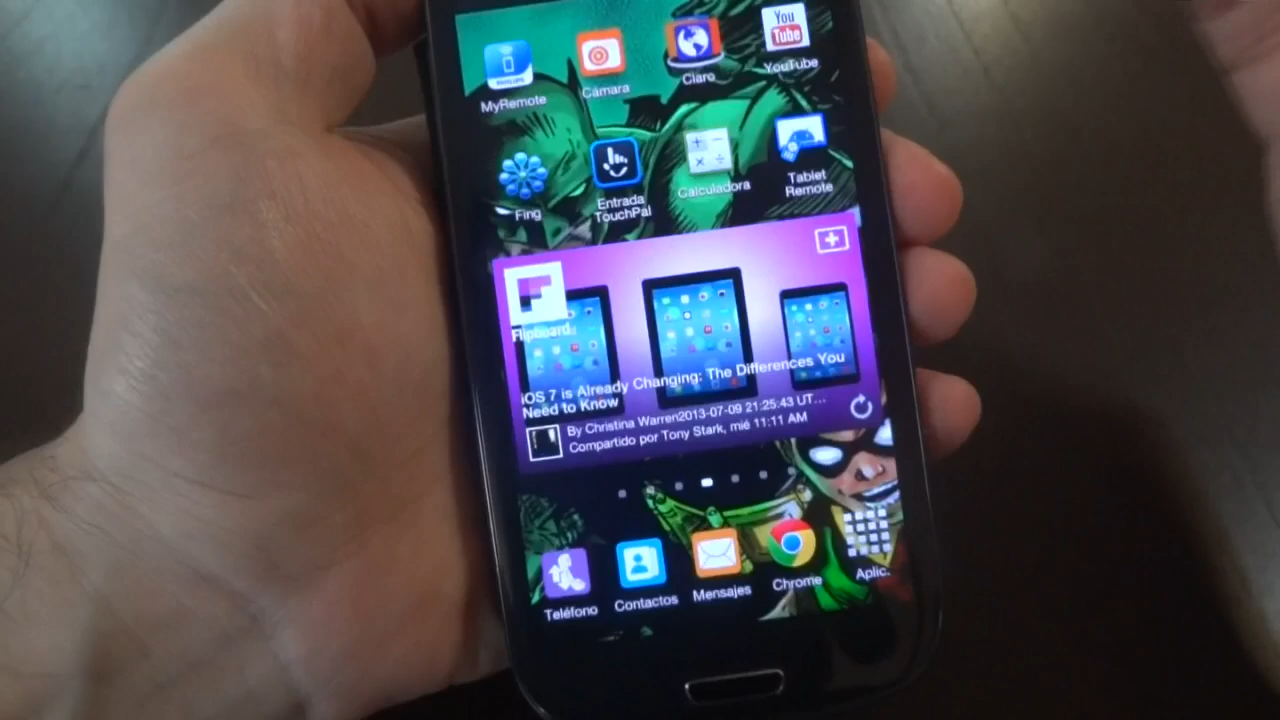 MyRemote
Cámara
Claro
You
Tube
YouTube
Fing
Entrada
TouchPal
Calculadora
Tablet
Remote
Flipboard
iOS 7 is Already Changing: The Differences You
Need to Know
By Christina Warren2013-07-09 21:25:43 UT...
Compartido por Tony Stark, mié 11:11 AM
Teléfono
Contactos
Mensajes
Chrome
Aplic.